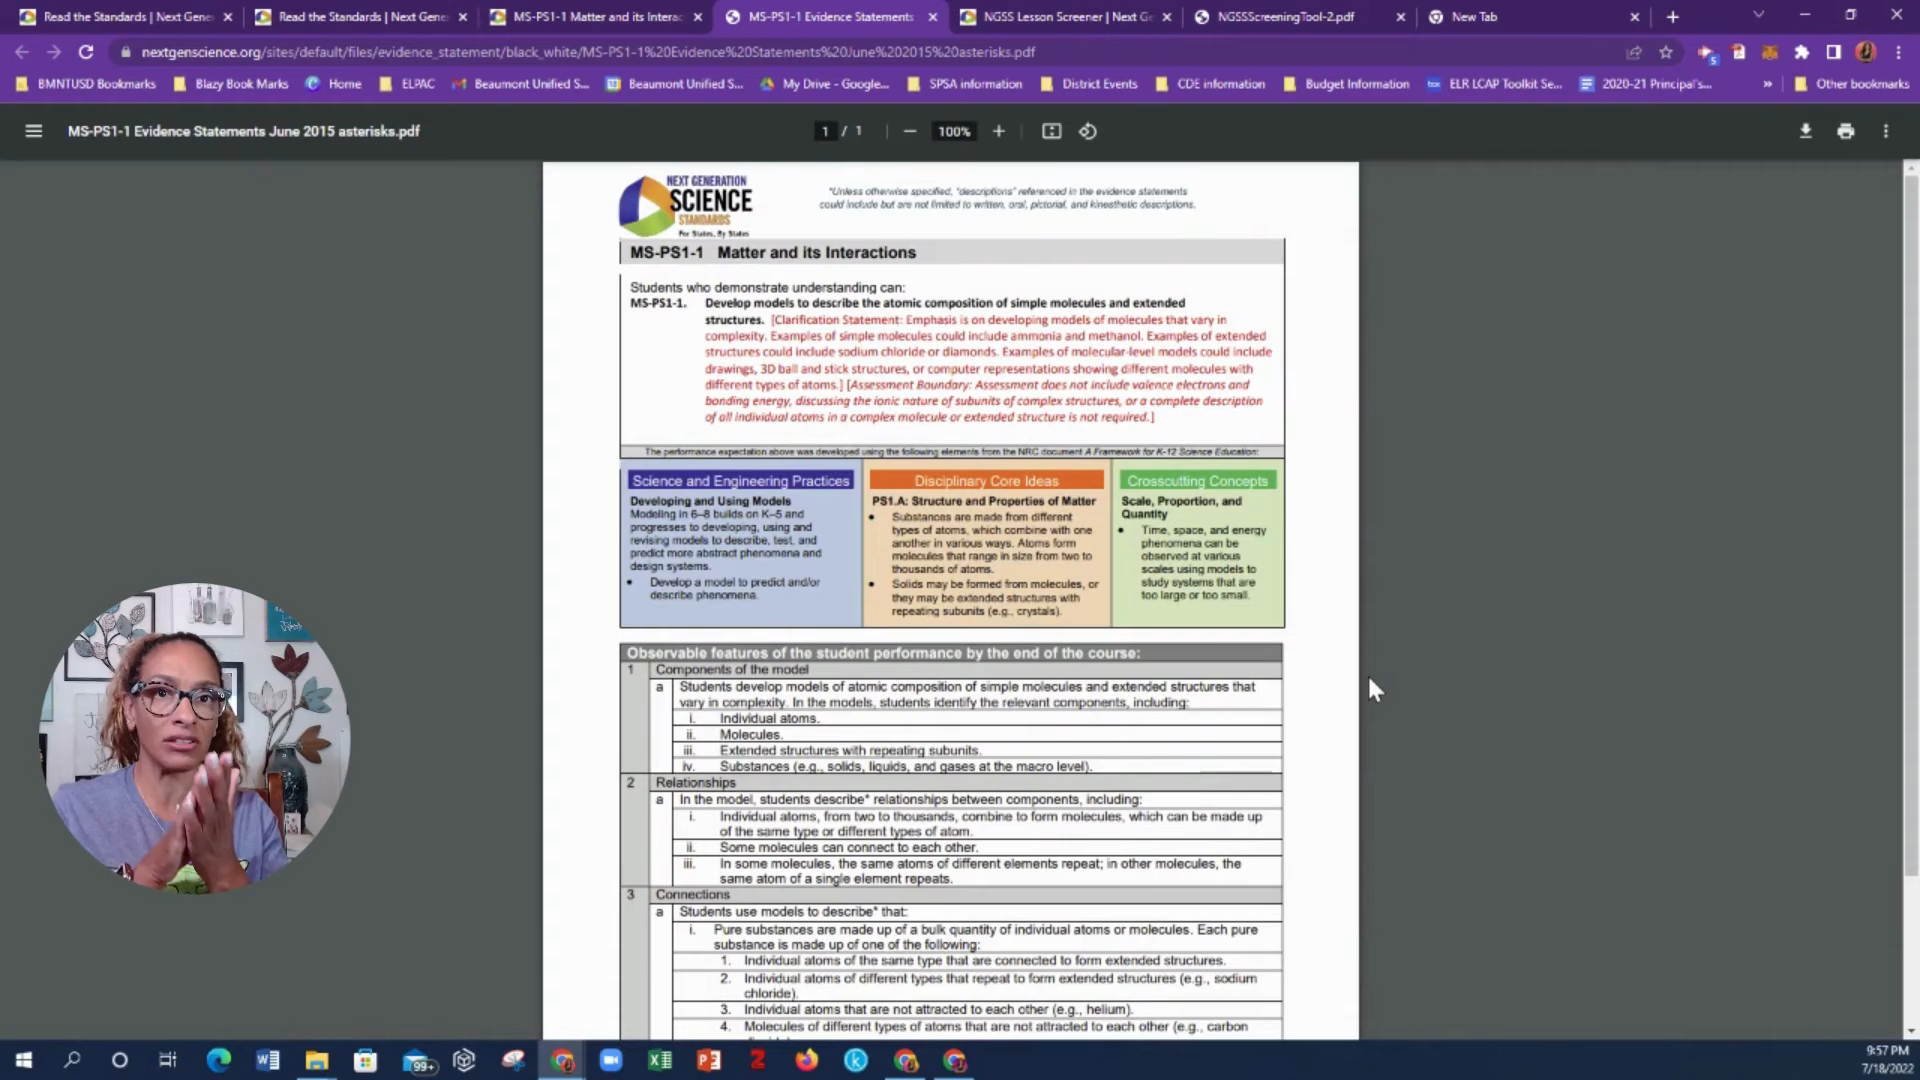 Read the Standards | Next Gene
Read the Standards | Next Gene
MS-PS1-1 Matter and its Interac
MS-PS1-1 Evidence Statements
NGSS Lesson Screener | Next Ge
NGSSScreeningTool-2.pdf
New Tab
nextgenscience.org/sites/default/files/evidence_statement/black_white/MS-PS1-1%20Evidence%20Statements%20June%202015%20asterisks.pdf
5
BMNTUSD Bookmarks
Blazy Book Marks
Home
ELPAC
Beaumont Unified S...
Beaumont Unified S...
My Drive - Google...
SPSA information
District Events
CDE information
Budget Information
ELR LCAP Toolkit Se...
2020-21 Principal's...
»
Other bookmarks
MS-PS1-1 Evidence Statements June 2015 asterisks.pdf
1 / 1
100%
NEXT GENERATION
SCIENCE
STANDARDS
For States, By States
"Unless otherwise specified, "descriptions" referenced in the evidence statements
could include but are not limited to written, oral, pictorial, and kinesthetic descriptions.
MS-PS1-1 Matter and its Interactions
Students who demonstrate understanding can:
MS-PS1-1. Develop models to describe the atomic composition of simple molecules and extended
structures. [Clarification Statement: Emphasis is on developing models of molecules that vary in
complexity. Examples of simple molecules could include ammonia and methanol. Examples of extended
structures could include sodium chloride or diamonds. Examples of molecular-level models could include
drawings, 3D ball and stick structures, or computer representations showing different molecules with
different types of atoms.] [Assessment Boundary: Assessment does not include valence electrons and
bonding energy, discussing the ionic nature of subunits of complex structures, or a complete description
of all individual atoms in a complex molecule or extended structure is not required.]
The performance expectation above was developed using the following elements from the NRC document A Framework for K-12 Science Education:
Science and Engineering Practices
Developing and Using Models
Modeling in 6–8 builds on K–5 and
progresses to developing, using and
revising models to describe, test, and
predict more abstract phenomena and
design systems.
• Develop a model to predict and/or
describe phenomena.
Disciplinary Core Ideas
PS1.A: Structure and Properties of Matter
• Substances are made from different
types of atoms, which combine with one
another in various ways. Atoms form
molecules that range in size from two to
thousands of atoms.
• Solids may be formed from molecules, or
they may be extended structures with
repeating subunits (e.g., crystals).
Crosscutting Concepts
Scale, Proportion, and
Quantity
• Time, space, and energy
phenomena can be
observed at various
scales using models to
study systems that are
too large or too small.
Observable features of the student performance by the end of the course:
1 Components of the model
a Students develop models of atomic composition of simple molecules and extended structures that
vary in complexity. In the models, students identify the relevant components, including:
i. Individual atoms.
ii. Molecules.
iii. Extended structures with repeating subunits.
iv. Substances (e.g., solids, liquids, and gases at the macro level).
2 Relationships
a In the model, students describe* relationships between components, including:
i. Individual atoms, from two to thousands, combine to form molecules, which can be made up
of the same type or different types of atom.
ii. Some molecules can connect to each other.
iii. In some molecules, the same atoms of different elements repeat; in other molecules, the
same atom of a single element repeats.
3 Connections
a Students use models to describe* that:
i. Pure substances are made up of a bulk quantity of individual atoms or molecules. Each pure
substance is made up of one of the following:
1. Individual atoms of the same type that are connected to form extended structures.
2. Individual atoms of different types that repeat to form extended structures (e.g., sodium
chloride).
3. Individual atoms that are not attracted to each other (e.g., helium).
4. Molecules of different types of atoms that are not attracted to each other (e.g., carbon
99+
9:57 PM
7/18/2022